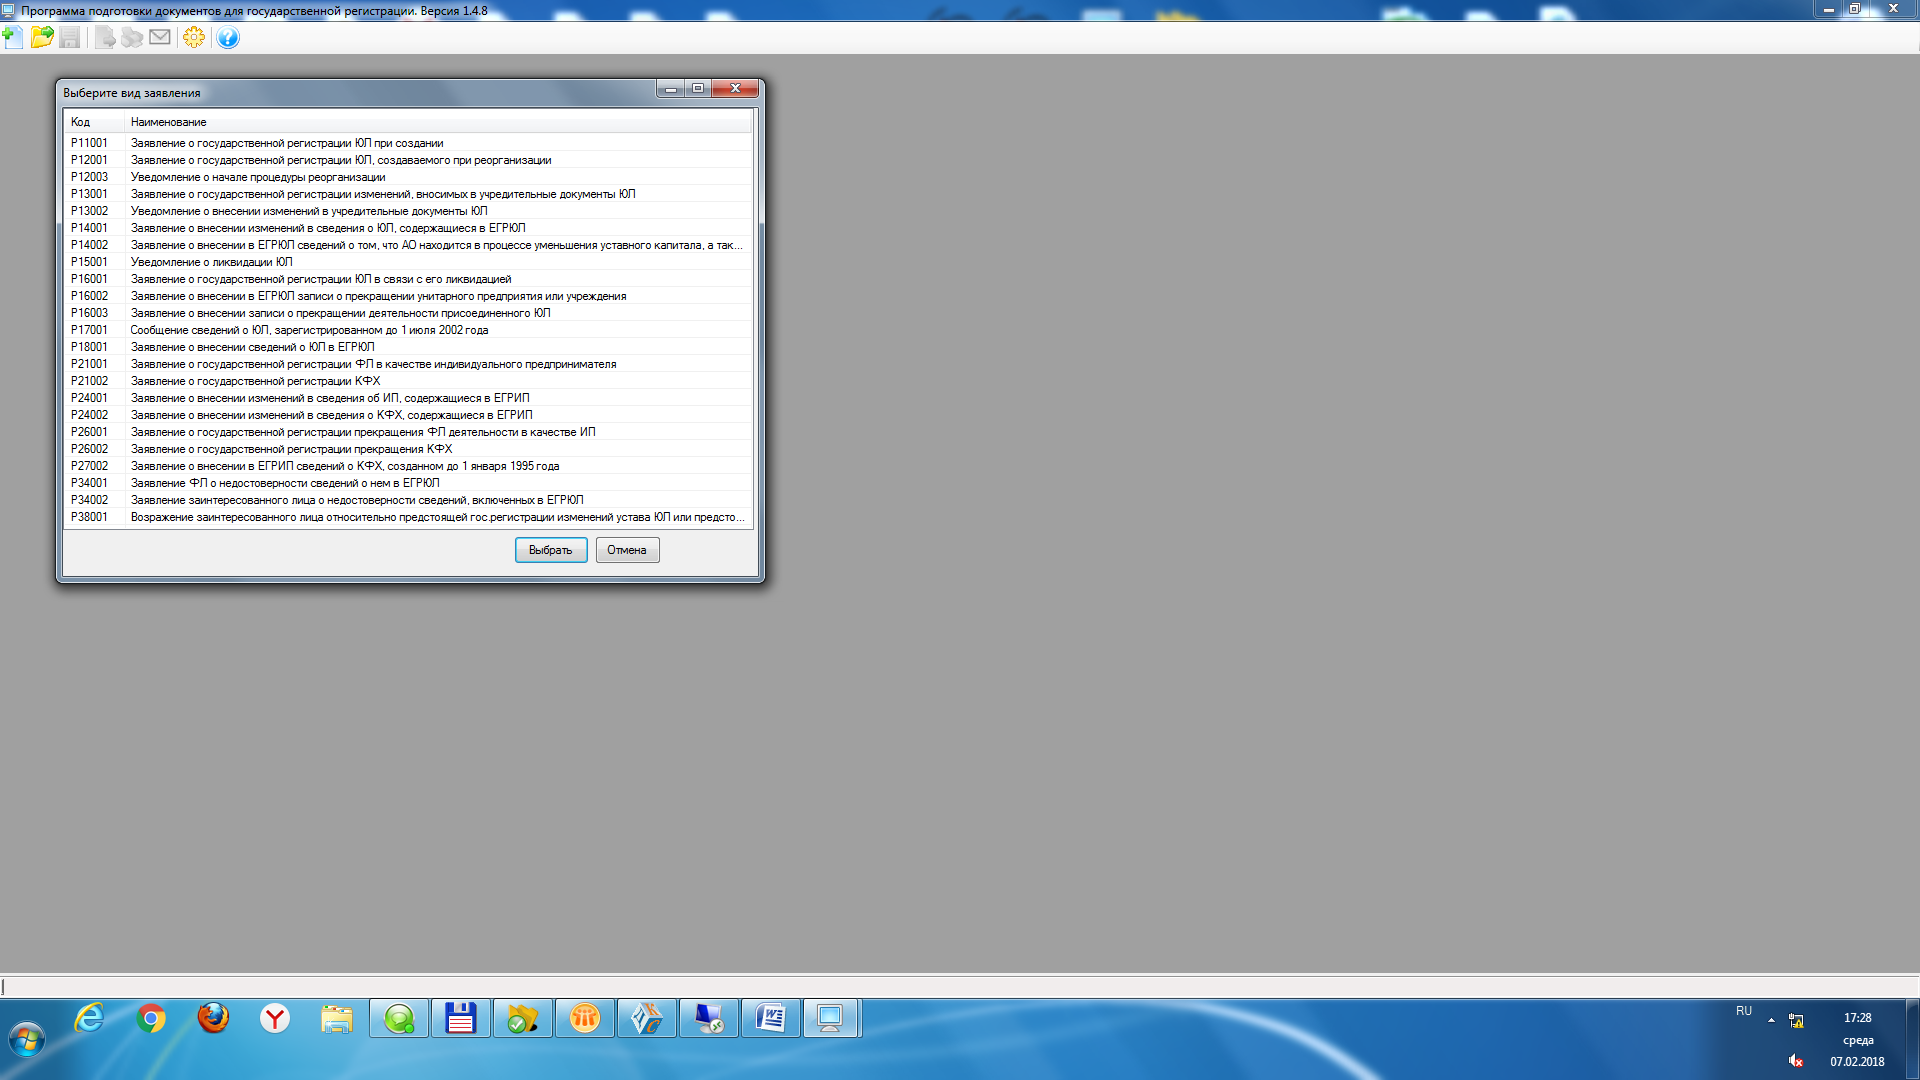 Программа подготовки документов для государственной регистрации. Версия 1.4.8
Выберите вид заявления
Код Наименование
Р11001 Заявление о государственной регистрации ЮЛ при создании
Р12001 Заявление о государственной регистрации ЮЛ, создаваемого при реорганизации
Р12003 Уведомление о начале процедуры реорганизации
Р13001 Заявление о государственной регистрации изменений, вносимых в учредительные документы ЮЛ
Р13002 Уведомление о внесении изменений в учредительные документы ЮЛ
Р14001 Заявление о внесении изменений в сведения о ЮЛ, содержащиеся в ЕГРЮЛ
Р14002 Заявление о внесении в ЕГРЮЛ сведений о том, что АО находится в процессе уменьшения уставного капитала, а так...
Р15001 Уведомление о ликвидации ЮЛ
Р16001 Заявление о государственной регистрации ЮЛ в связи с его ликвидацией
Р16002 Заявление о внесении в ЕГРЮЛ записи о прекращении унитарного предприятия или учреждения
Р16003 Заявление о внесении записи о прекращении деятельности присоединенного ЮЛ
Р17001 Сообщение сведений о ЮЛ, зарегистрированном до 1 июля 2002 года
Р18001 Заявление о внесении сведений о ЮЛ в ЕГРЮЛ
Р21001 Заявление о государственной регистрации ФЛ в качестве индивидуального предпринимателя
Р21002 Заявление о государственной регистрации КФХ
Р24001 Заявление о внесении изменений в сведения об ИП, содержащиеся в ЕГРИП
Р24002 Заявление о внесении изменений в сведения о КФХ, содержащиеся в ЕГРИП
Р26001 Заявление о государственной регистрации прекращения ФЛ деятельности в качестве ИП
Р26002 Заявление о государственной регистрации прекращения КФХ
Р27002 Заявление о внесении в ЕГРИП сведений о КФХ, созданном до 1 января 1995 года
Р34001 Заявление ФЛ о недостоверности сведений о нем в ЕГРЮЛ
Р34002 Заявление заинтересованного лица о недостоверности сведений, включенных в ЕГРЮЛ
Р38001 Возражение заинтересованного лица относительно предстоящей гос.регистрации изменений устава ЮЛ или предсто...
Выбрать Отмена
RU
17:28
среда
07.02.2018